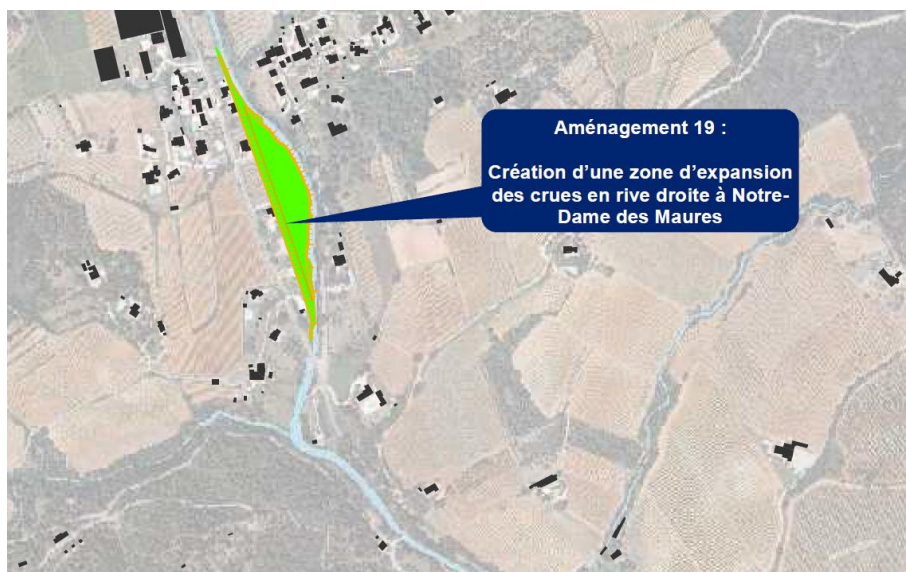 Aménagement 19 :
Création d'une zone d'expansion
des crues en rive droite à Notre-
Dame des Maures